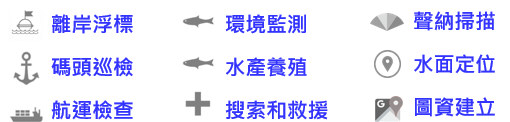 離岸浮標
環境監測
聲納掃描
碼頭巡檢
水產養殖
水面定位
航運檢查
搜索和救援
圖資建立